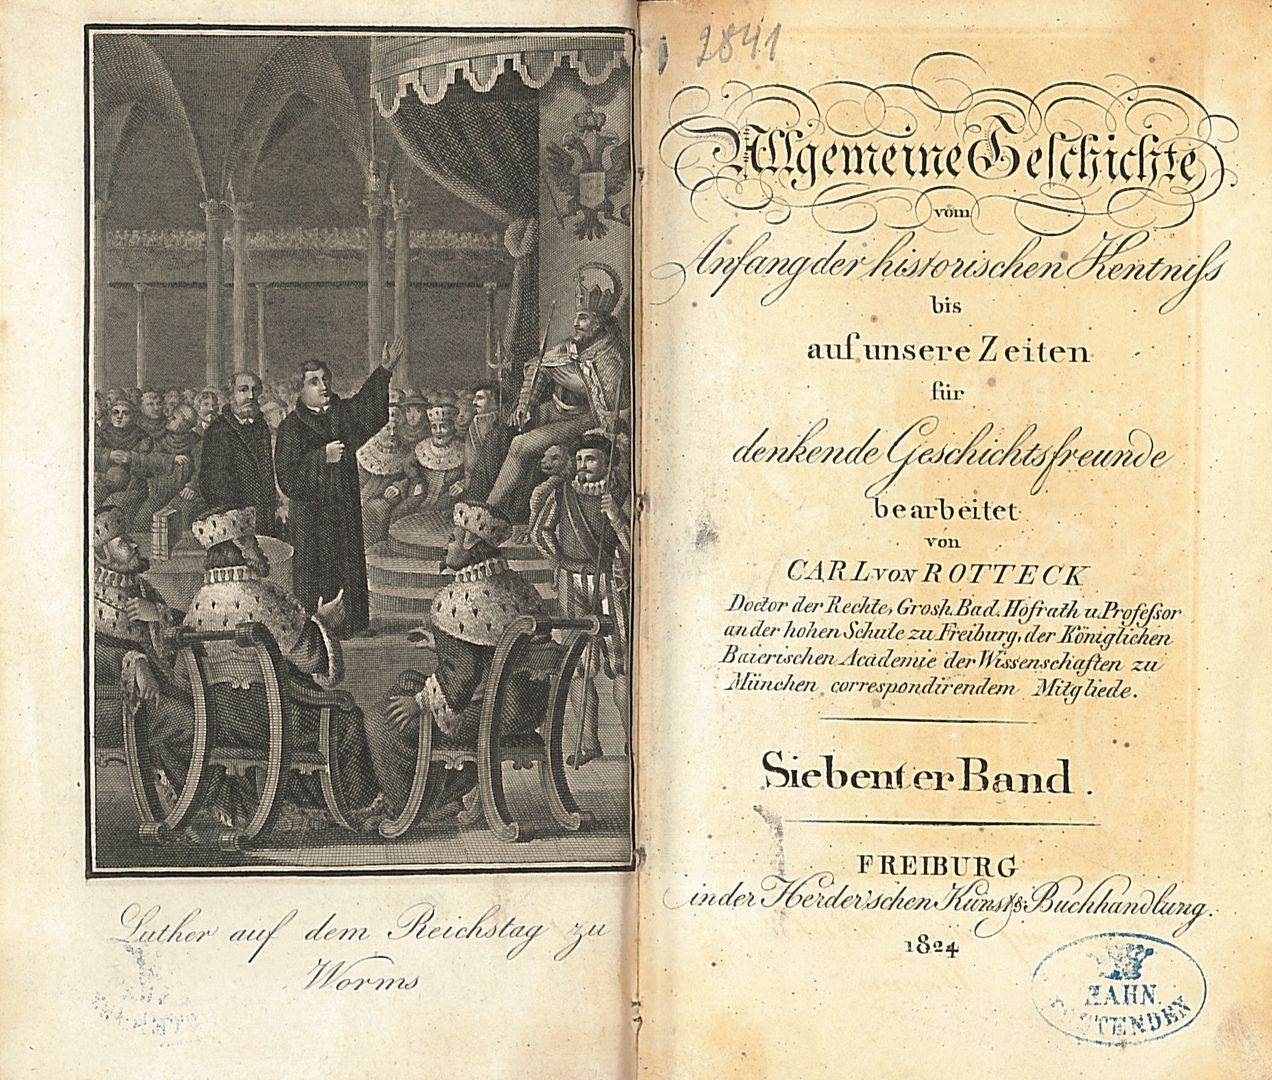 Luther auf dem Reichstag zu
Worms
2841
Allgemeine Geschichte
vom
Anfang der historischen Kentniſs
bis
auf unsere Zeiten
für
denkende Geschichtsfreunde
bearbeitet
von
CARL VON ROTTECK
Doctor der Rechte, Grosh. Bad. Hofrath u. Profeſsor
an der hohen Schule zu Freiburg, der Königlichen
Baierischen Academie der Wissenschaften zu
München correspondirendem Mitgliede.
Siebenter Band.
FREIBURG
in der Herder'schen Kunst & Buchhandlung.
1824
ZAHN